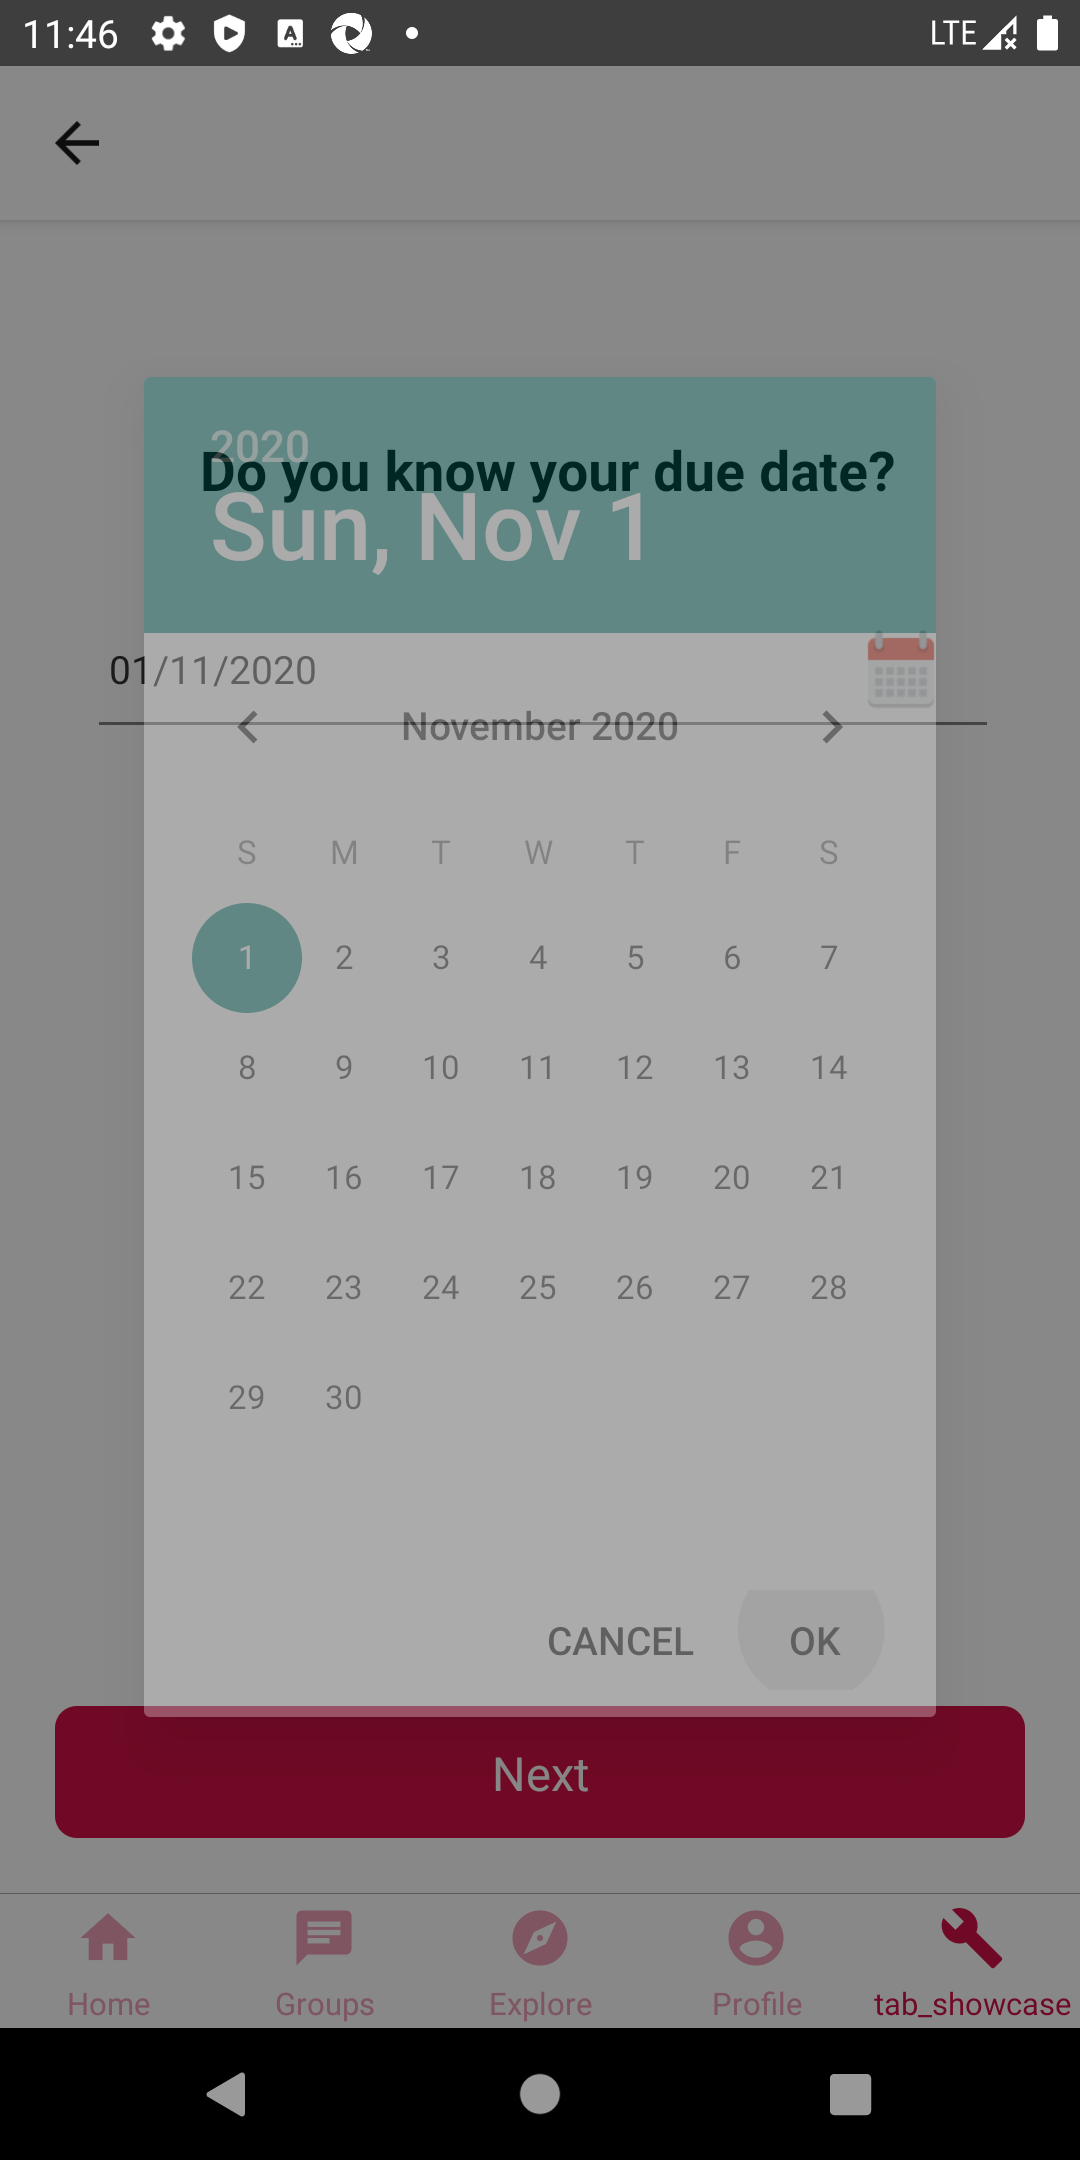 11:46 LTE
2020
Do you know your due date?
Sun, Nov 1
01/11/2020
November 2020
S M T W T F S
1 2 3 4 5 6 7
8 9 10 11 12 13 14
15 16 17 18 19 20 21
22 23 24 25 26 27 28
29 30
CANCEL OK
Next
Home Groups Explore Profile tab_showcase